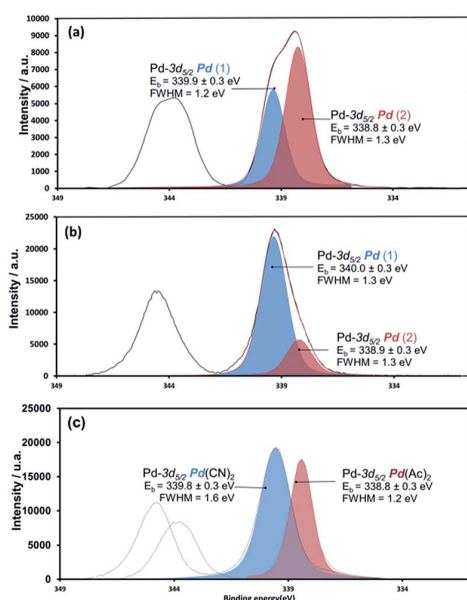 (a)
10000
9000
8000
7000
6000
5000
4000
3000
2000
1000
0
Intensity / a.u.
Pd-3d5/2 Pd (1)
Eb = 339.9 ± 0.3 eV
FWHM = 1.2 eV
Pd-3d5/2 Pd (2)
Eb = 338.8 ± 0.3 eV
FWHM = 1.3 eV
349
344
339
334
(b)
25000
20000
15000
10000
5000
0
Intensity / a.u.
Pd-3d5/2 Pd (1)
Eb = 340.0 ± 0.3 eV
FWHM = 1.3 eV
Pd-3d5/2 Pd (2)
Eb = 338.9 ± 0.3 eV
FWHM = 1.3 eV
349
344
339
334
(c)
25000
20000
15000
10000
5000
0
Intensity / u.a.
Pd-3d5/2 Pd(CN)2
Eb = 339.8 ± 0.3 eV
FWHM = 1.6 eV
Pd-3d5/2 Pd(Ac)2
Eb = 338.8 ± 0.3 eV
FWHM = 1.2 eV
349
344
339
334
Binding energy(eV)